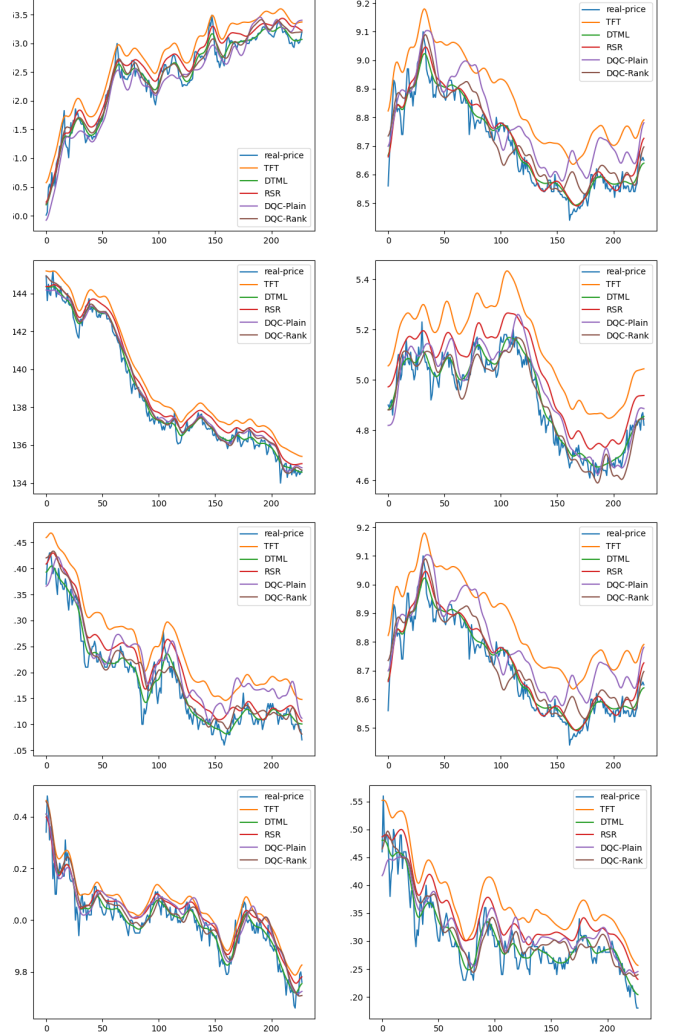 3.5
3.0
2.5
2.0
1.5
1.0
0.5
0.0
real-price
TFT
DTML
RSR
DQC-Plain
DQC-Rank
0 50 100 150 200
9.2
9.1
9.0
8.9
8.8
8.7
8.6
8.5
real-price
TFT
DTML
RSR
DQC-Plain
DQC-Rank
0 50 100 150 200
144
142
140
138
136
134
real-price
TFT
DTML
RSR
DQC-Plain
DQC-Rank
0 50 100 150 200
5.4
5.2
5.0
4.8
4.6
real-price
TFT
DTML
RSR
DQC-Plain
DQC-Rank
0 50 100 150 200
.45
.40
.35
.30
.25
.20
.15
.10
.05
real-price
TFT
DTML
RSR
DQC-Plain
DQC-Rank
0 50 100 150 200
9.2
9.1
9.0
8.9
8.8
8.7
8.6
8.5
real-price
TFT
DTML
RSR
DQC-Plain
DQC-Rank
0 50 100 150 200
0.4
0.2
0.0
9.8
real-price
TFT
DTML
RSR
DQC-Plain
DQC-Rank
0 50 100 150 200
.55
.50
.45
.40
.35
.30
.25
.20
real-price
TFT
DTML
RSR
DQC-Plain
DQC-Rank
0 50 100 150 200